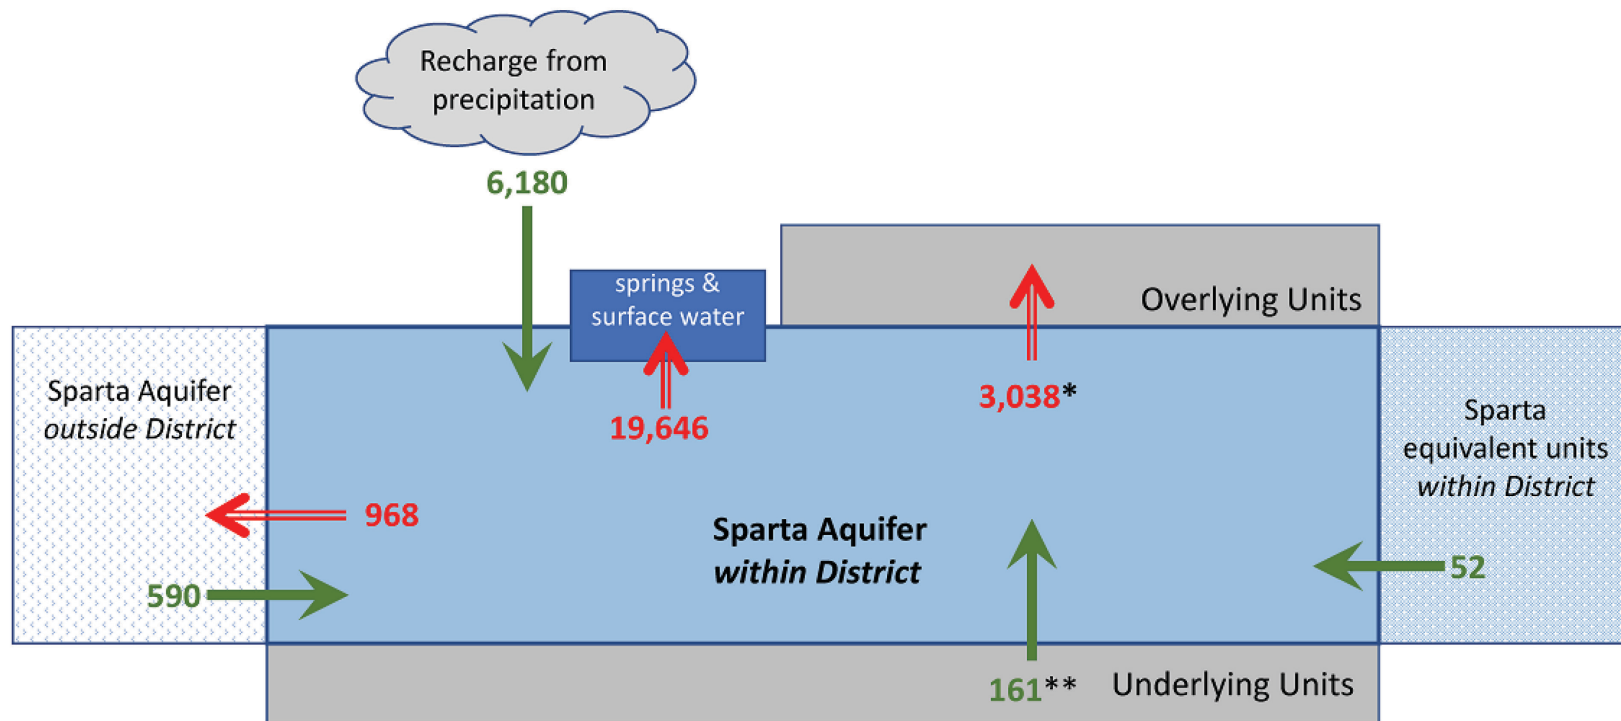 Recharge from
precipitation
6,180
springs &
surface water
Overlying Units
3,038*
19,646
Sparta Aquifer
outside District
Sparta
equivalent units
within District
968
Sparta Aquifer
within District
590
52
161**
Underlying Units